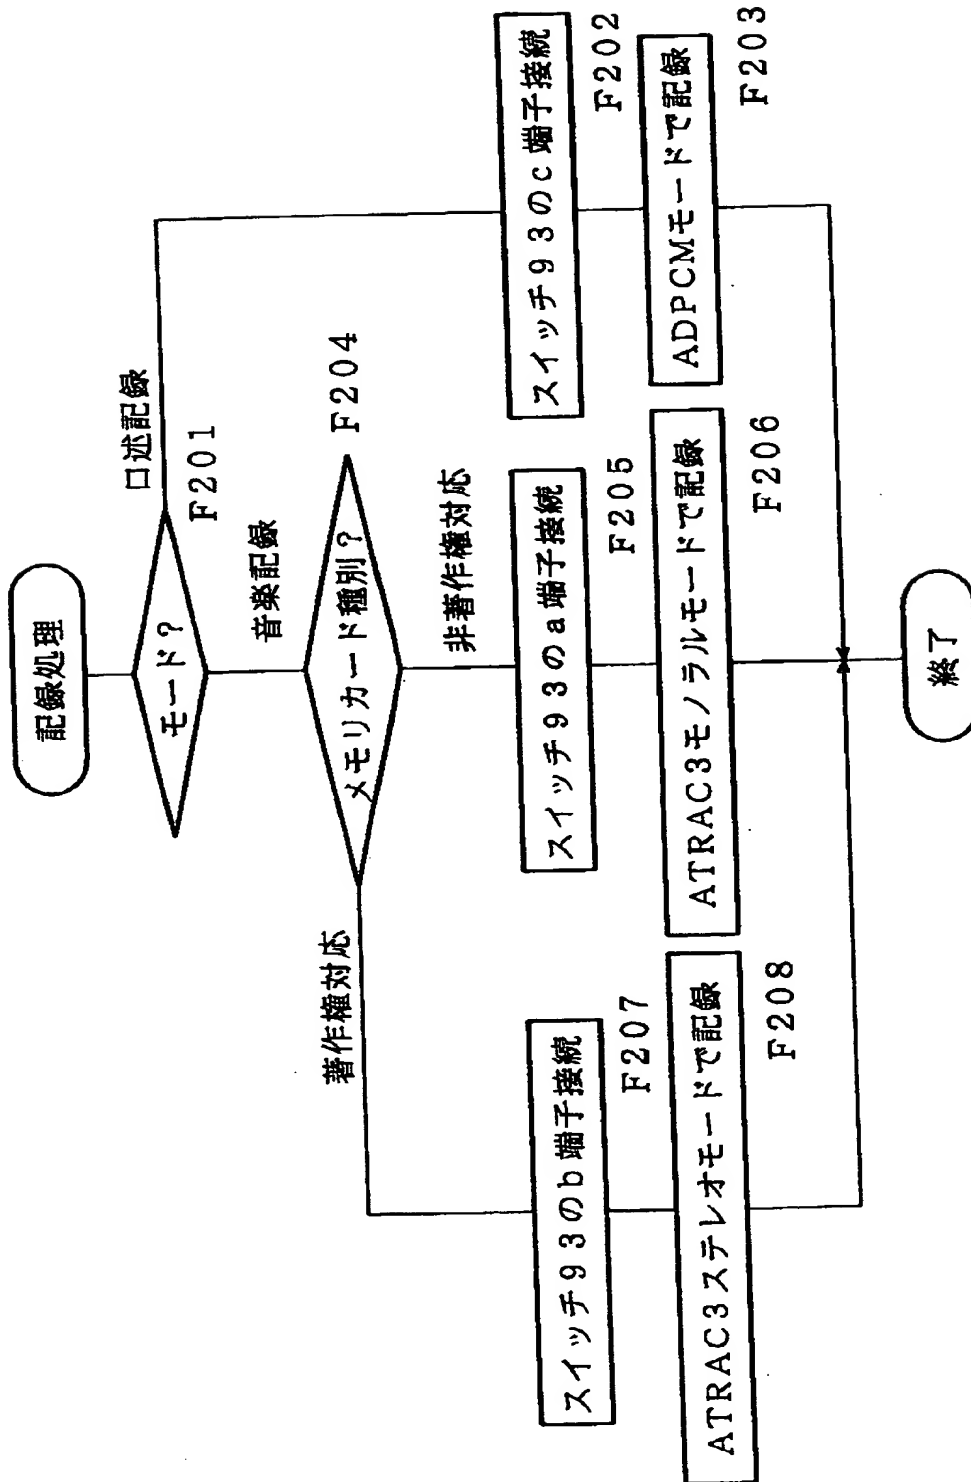 記録処理
モード?
F201
口述記録
音楽記録
メモリカード種別?
F204
著作権対応
非著作権対応
スイッチ93のb端子接続
F207
スイッチ93のa端子接続
F205
スイッチ93のc端子接続
F202
ATRAC3ステレオモードで記録
F208
ATRAC3モノラルモードで記録
F206
ADPCMモードで記録
F203
終了